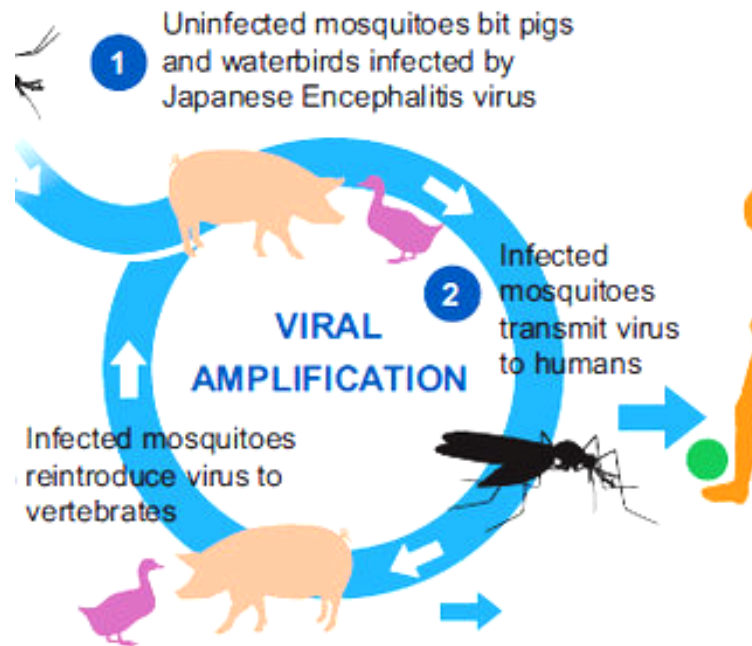 1
Uninfected mosquitoes bit pigs
and waterbirds infected by
Japanese Encephalitis virus
2
Infected
mosquitoes
transmit virus
to humans
VIRAL
AMPLIFICATION
Infected mosquitoes
reintroduce virus to
vertebrates